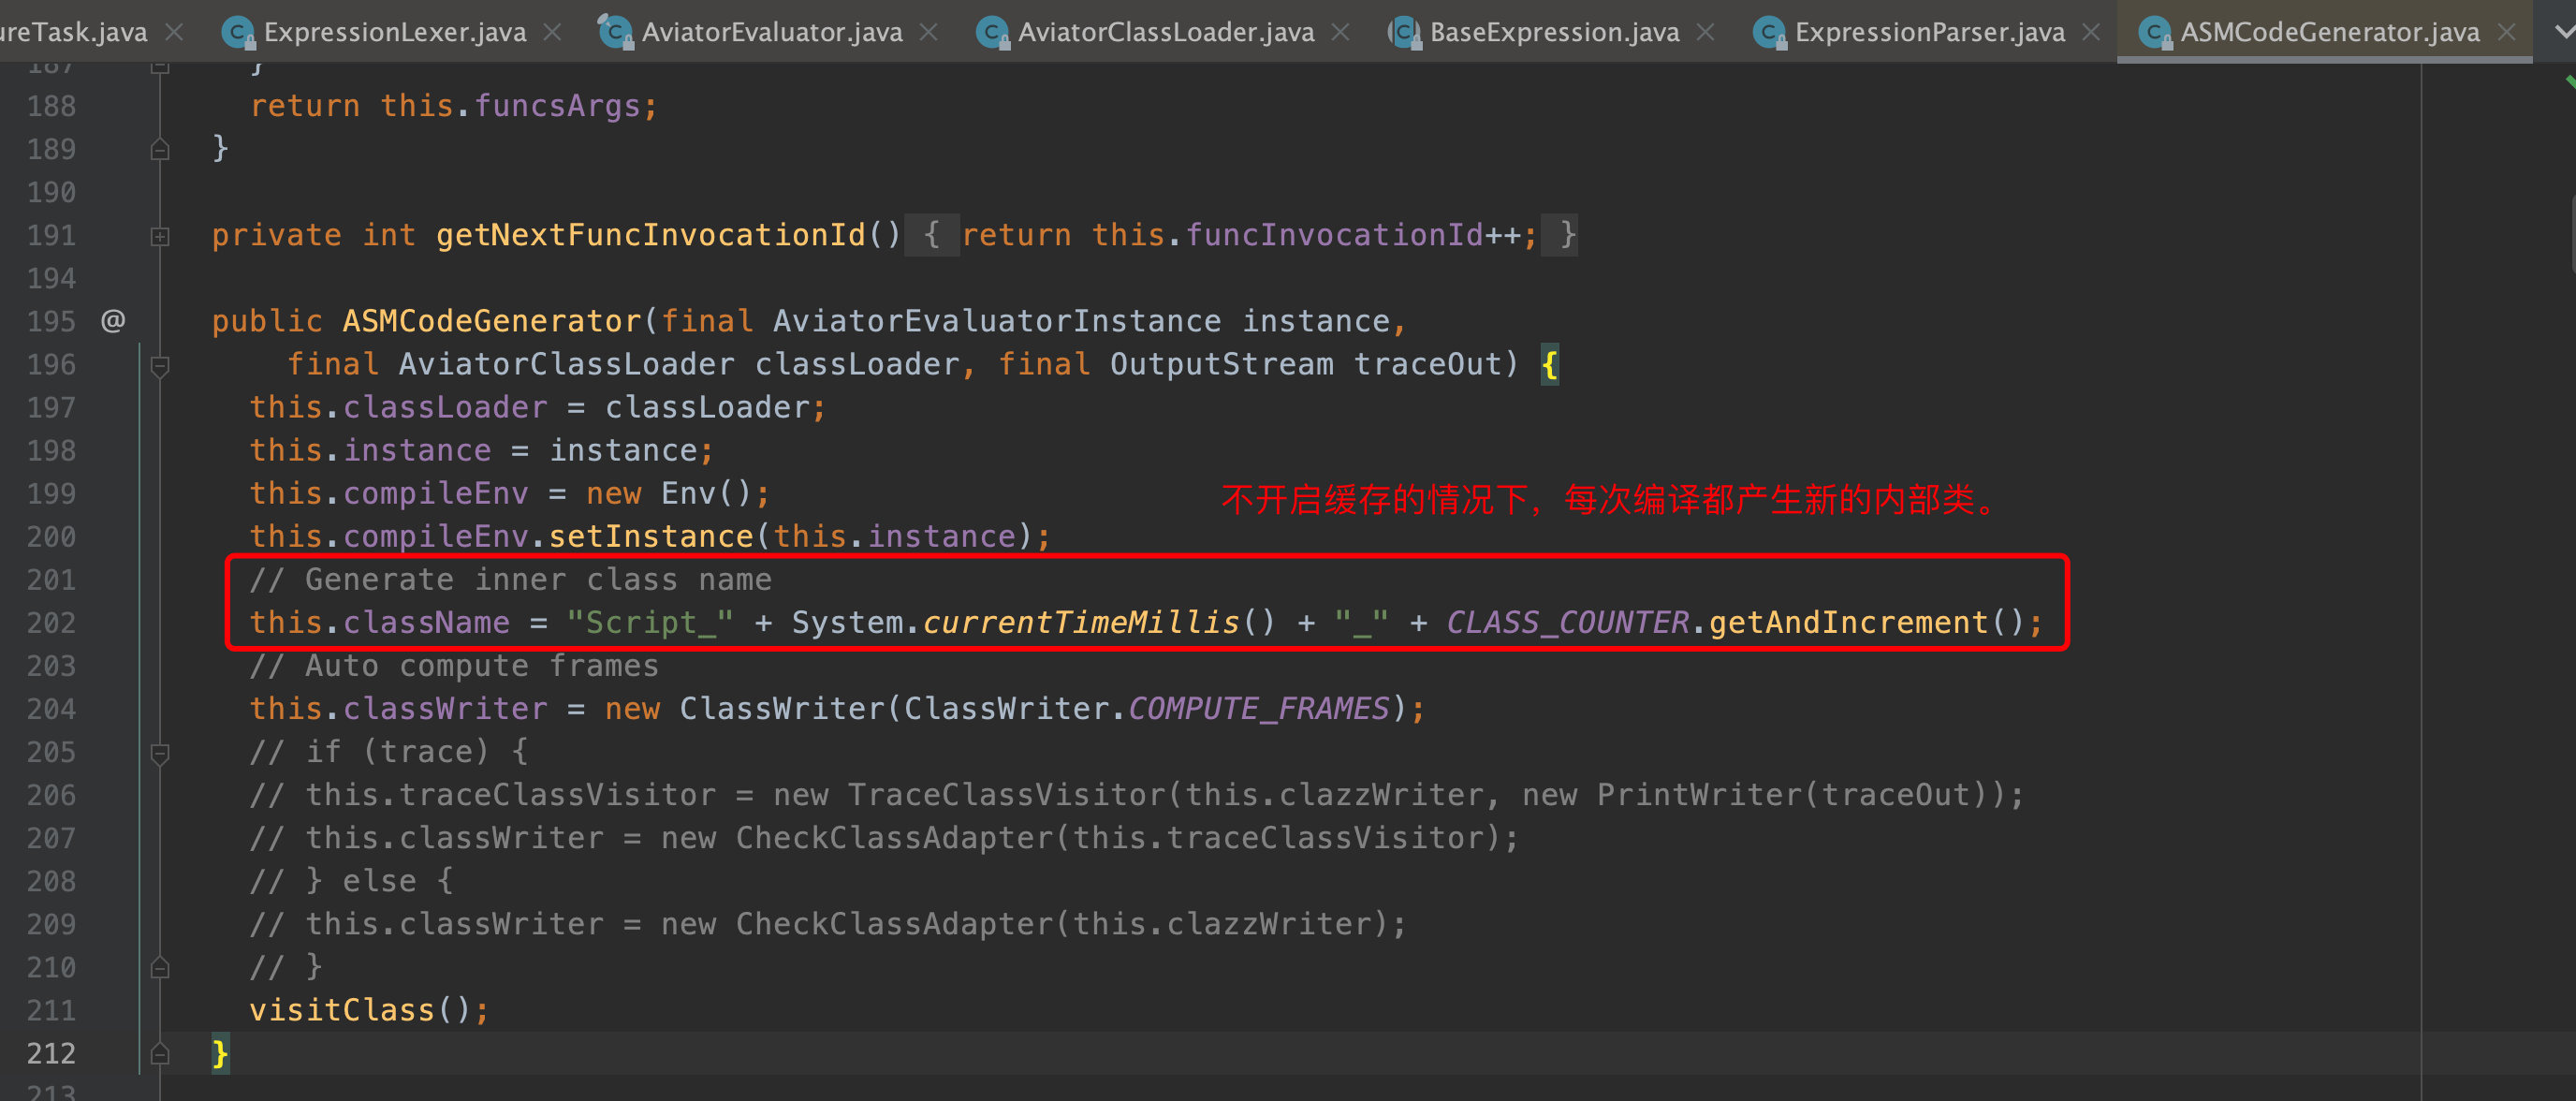 ureTask.java ExpressionLexer.java AviatorEvaluator.java AviatorClassLoader.java BaseExpression.java ExpressionParser.java ASMCodeGenerator.java
187 }
188 return this.funcsArgs;
189 }
190
191 private int getNextFuncInvocationId() { return this.funcInvocationId++; }
194
195 @ public ASMCodeGenerator(final AviatorEvaluatorInstance instance,
196 final AviatorClassLoader classLoader, final OutputStream traceOut) {
197 this.classLoader = classLoader;
198 this.instance = instance;
199 this.compileEnv = new Env();
不开启缓存的情况下，每次编译都产生新的内部类。
200 this.compileEnv.setInstance(this.instance);
201 // Generate inner class name
202 this.className = "Script_" + System.currentTimeMillis() + "_" + CLASS_COUNTER.getAndIncrement();
203 // Auto compute frames
204 this.classWriter = new ClassWriter(ClassWriter.COMPUTE_FRAMES);
205 // if (trace) {
206 // this.traceClassVisitor = new TraceClassVisitor(this.clazzWriter, new PrintWriter(traceOut));
207 // this.classWriter = new CheckClassAdapter(this.traceClassVisitor);
208 // } else {
209 // this.classWriter = new CheckClassAdapter(this.clazzWriter);
210 // }
211 visitClass();
212 }
213